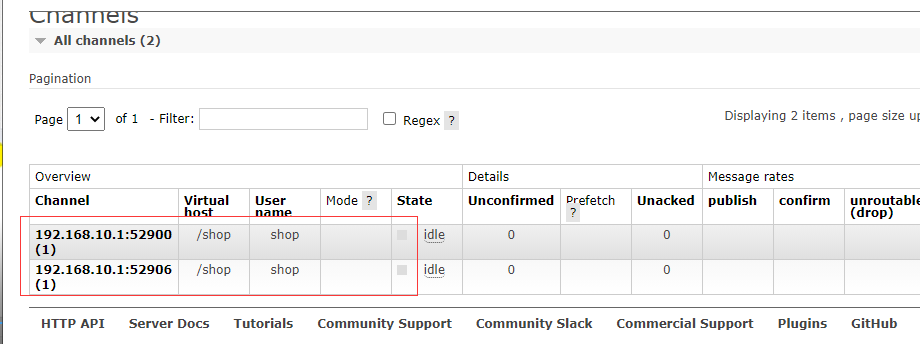 Channels
All channels (2)
Pagination
Page 1 of 1 - Filter: Regex ?
Displaying 2 items , page size up
Overview Details Message rates
Channel Virtual host User name Mode ? State Unconfirmed Prefetch ? Unacked publish confirm unroutable (drop)
192.168.10.1:52900 (1) /shop shop idle 0 0
192.168.10.1:52906 (1) /shop shop idle 0 0
HTTP API Server Docs Tutorials Community Support Community Slack Commercial Support Plugins GitHub